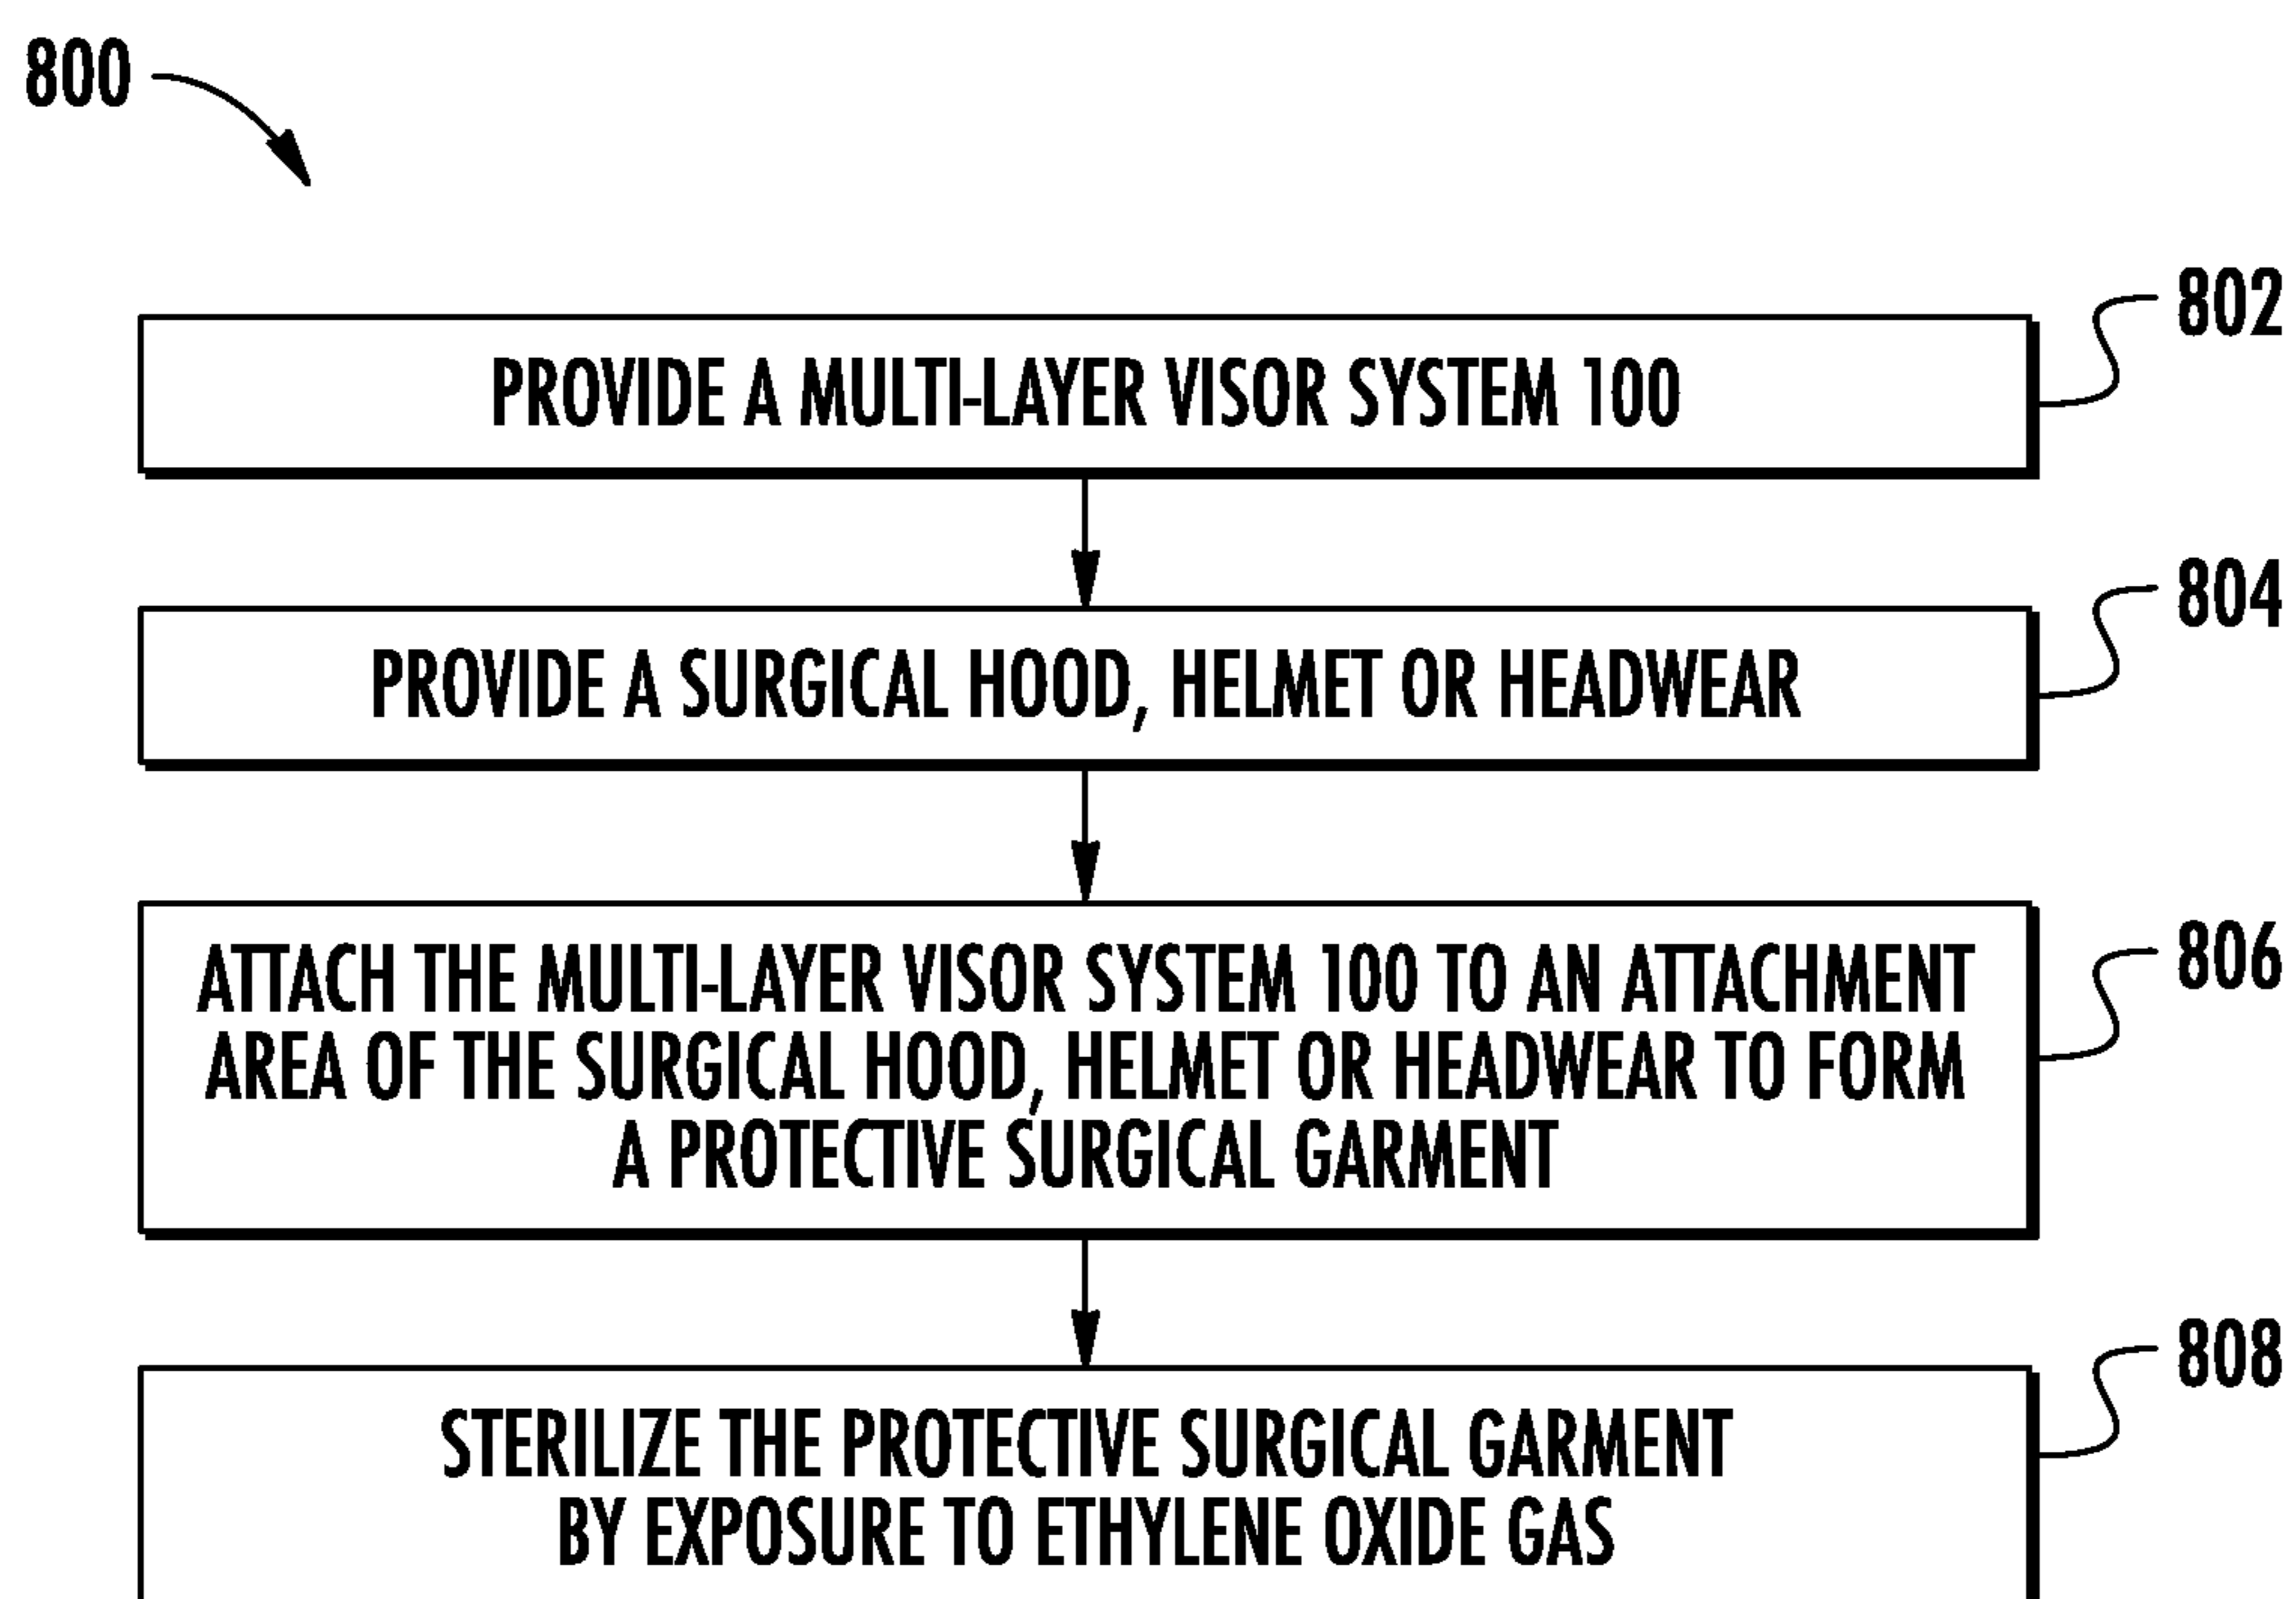 800
802
PROVIDE A MULTI-LAYER VISOR SYSTEM 100
804
PROVIDE A SURGICAL HOOD, HELMET OR HEADWEAR
806
ATTACH THE MULTI-LAYER VISOR SYSTEM 100 TO AN ATTACHMENT
AREA OF THE SURGICAL HOOD, HELMET OR HEADWEAR TO FORM
A PROTECTIVE SURGICAL GARMENT
808
STERILIZE THE PROTECTIVE SURGICAL GARMENT
BY EXPOSURE TO ETHYLENE OXIDE GAS